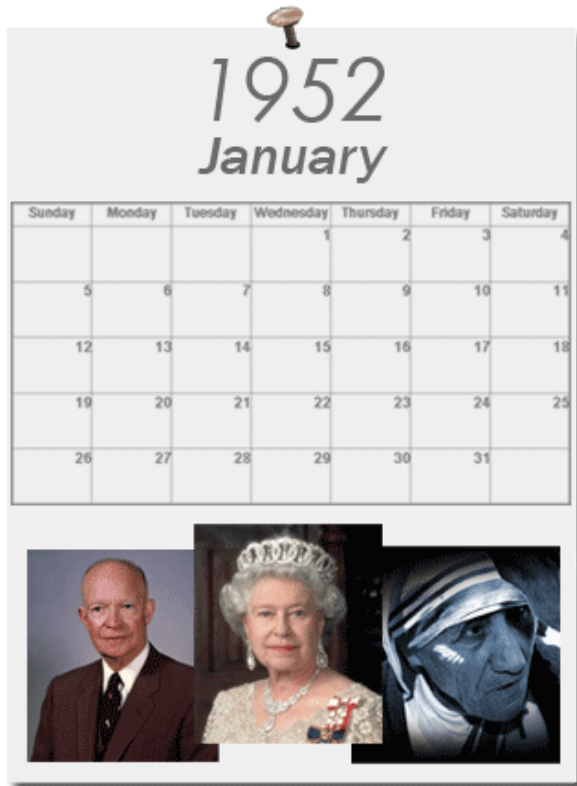 1952
January
Sunday Monday Tuesday Wednesday Thursday Friday Saturday
1 2 3 4
5 6 7 8 9 10 11
12 13 14 15 16 17 18
19 20 21 22 23 24 25
26 27 28 29 30 31